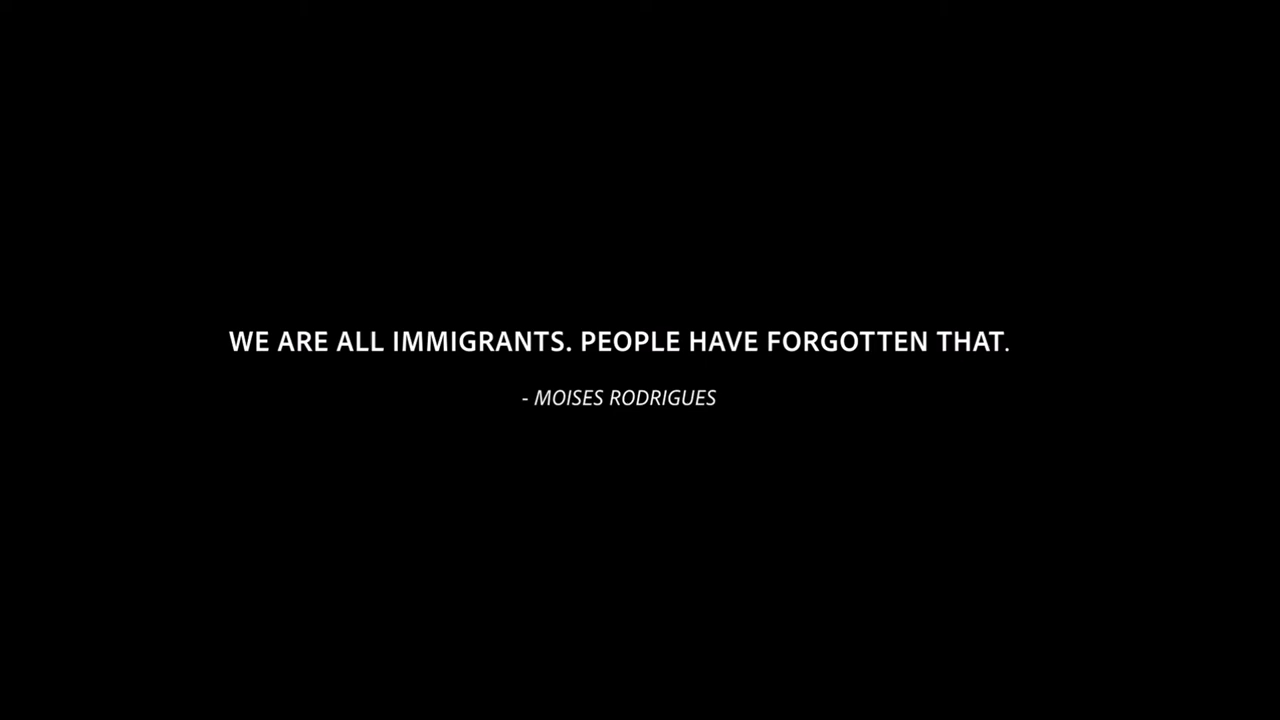 WE ARE ALL IMMIGRANTS. PEOPLE HAVE FORGOTTEN THAT.
- MOISES RODRIGUES